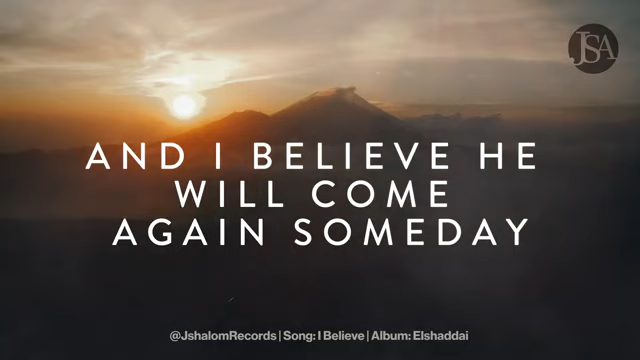 JSA
AND I BELIEVE HE
WILL COME
AGAIN SOMEDAY
@JshalomRecords | Song: I Believe | Album: Elshaddai